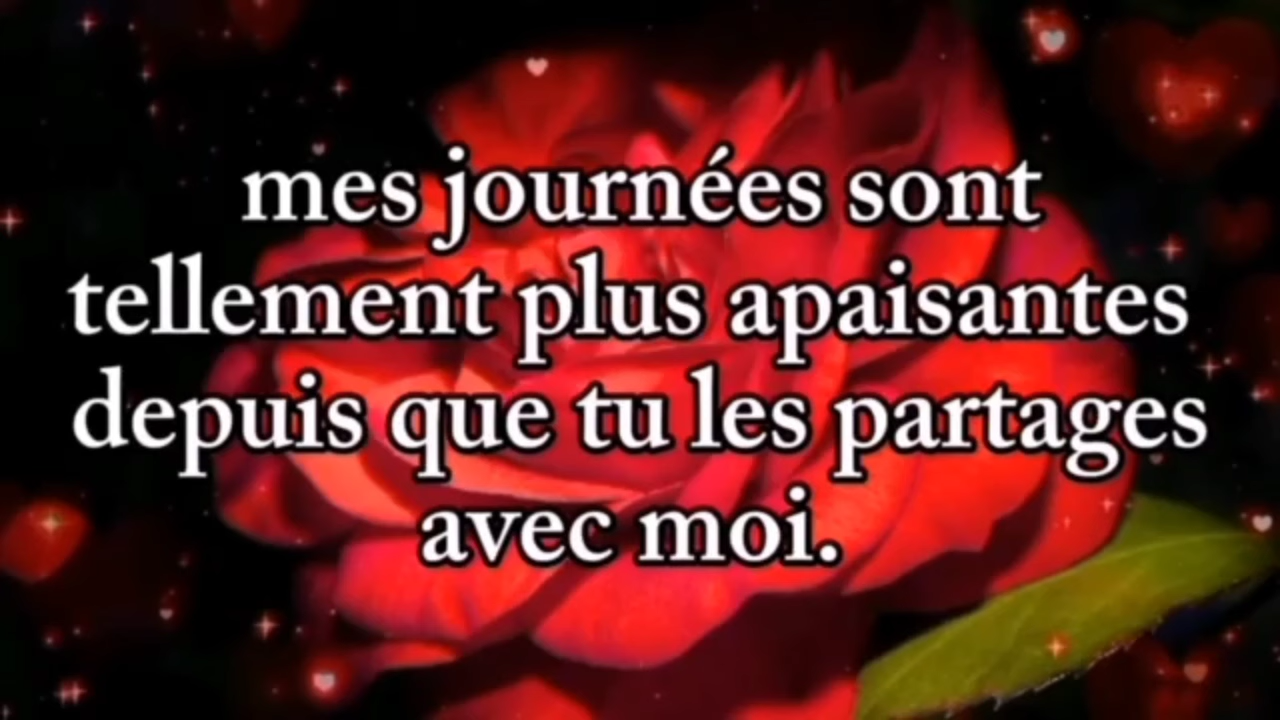 mes journées sont
tellement plus apaisantes
depuis que tu les partages
avec moi.